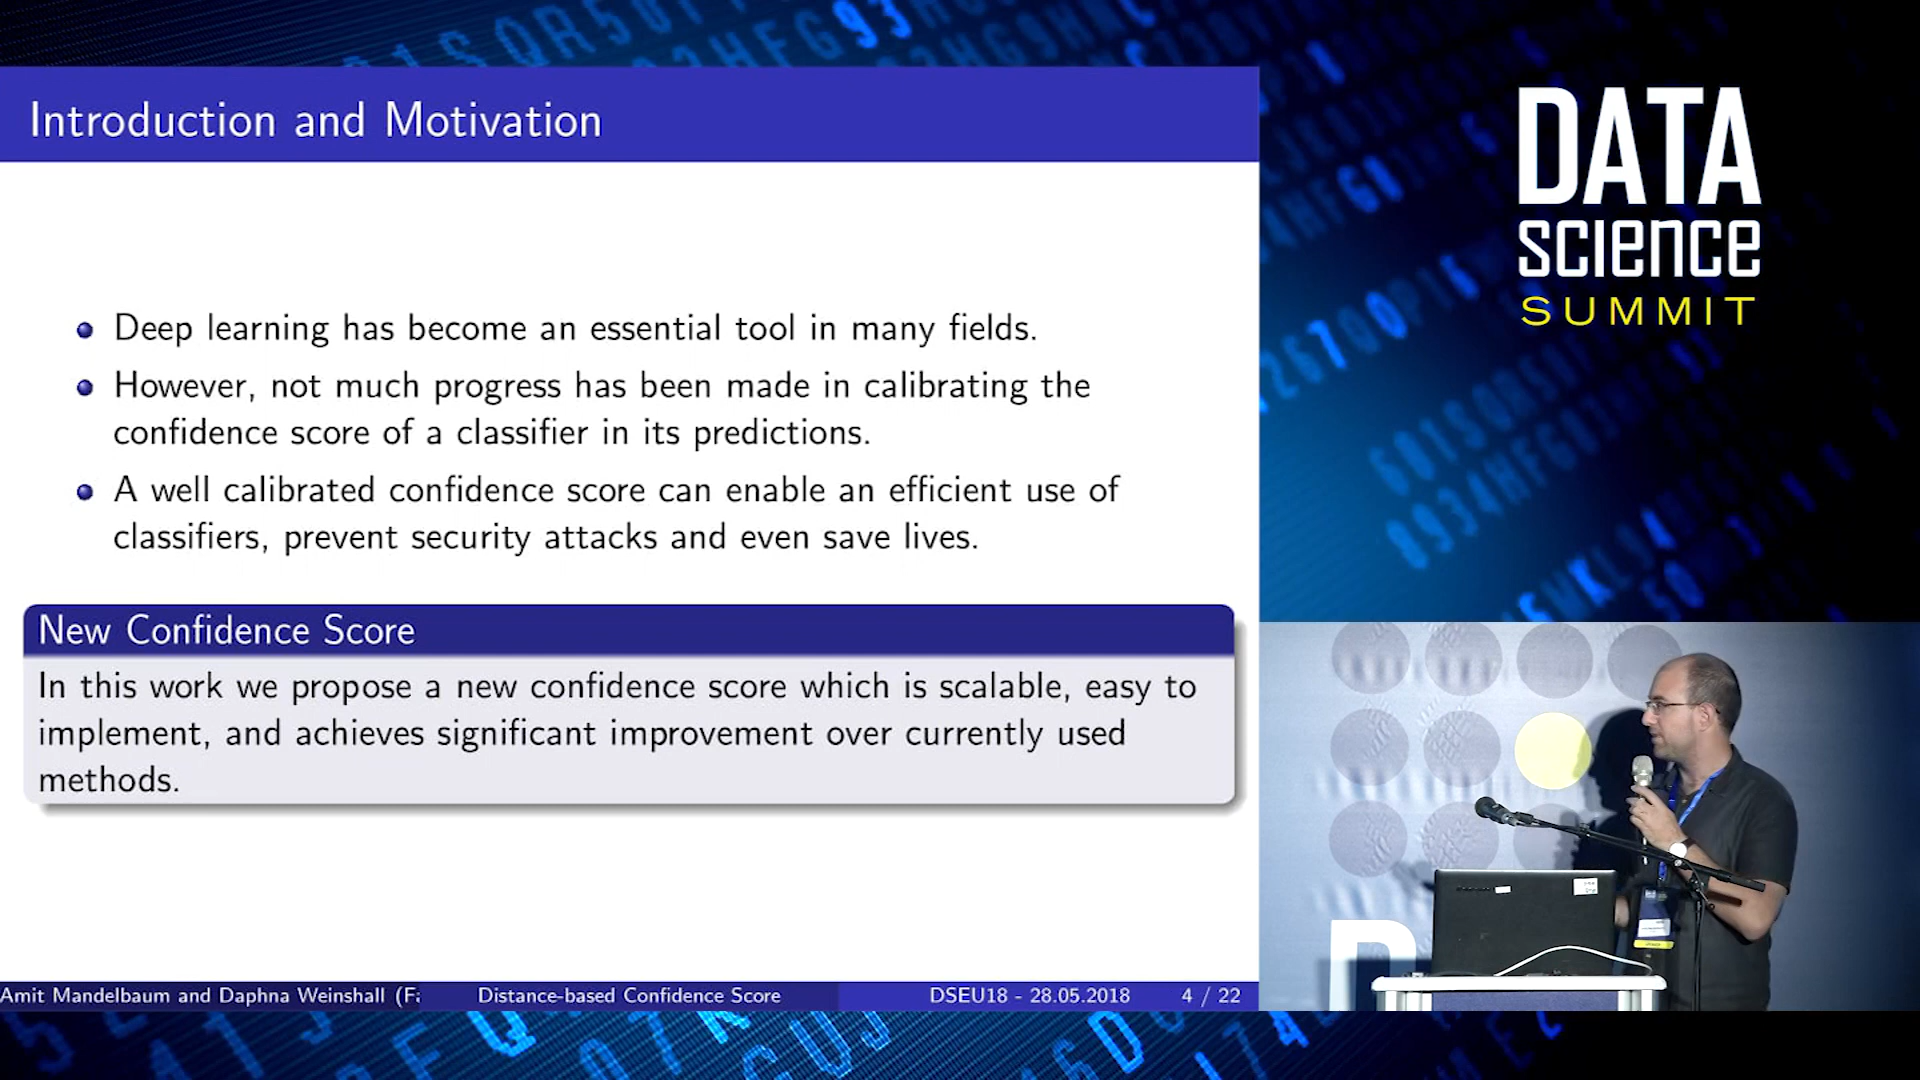 Introduction and Motivation
Deep learning has become an essential tool in many fields.
However, not much progress has been made in calibrating the
confidence score of a classifier in its predictions.
A well calibrated confidence score can enable an efficient use of
classifiers, prevent security attacks and even save lives.
New Confidence Score
In this work we propose a new confidence score which is scalable, easy to
implement, and achieves significant improvement over currently used
methods.
Amit Mandelbaum and Daphna Weinshall (Fa
Distance-based Confidence Score
DSEU18 - 28.05.2018
4 / 22
DATA
science
SUMMIT
D